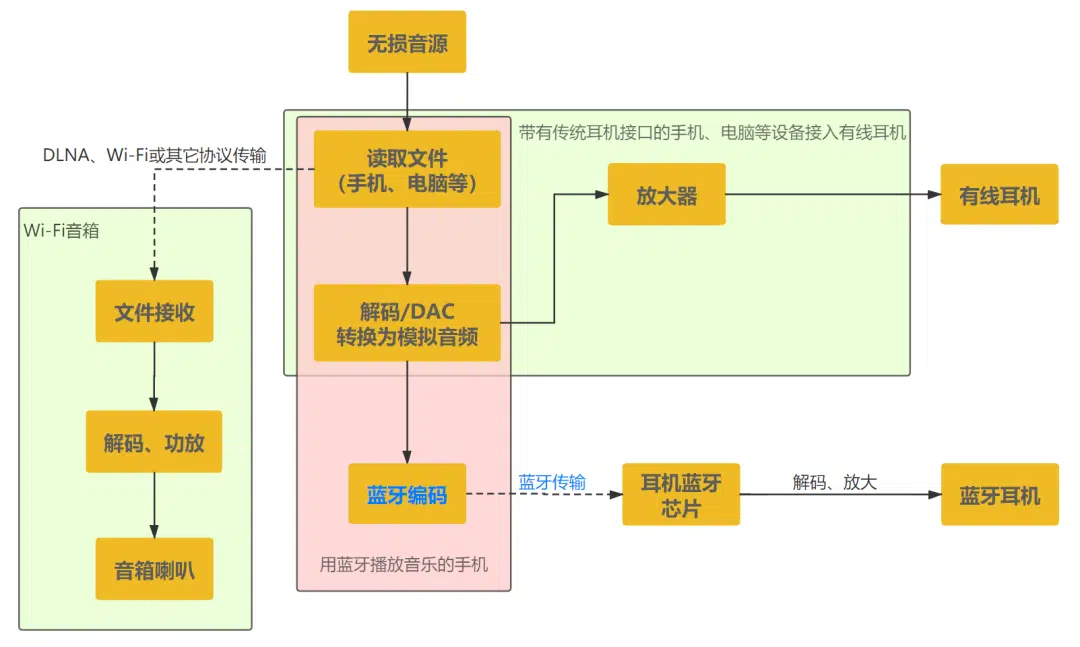 无损音源
带有传统耳机接口的手机、电脑等设备接入有线耳机
DLNA、Wi-Fi或其它协议传输
读取文件
（手机、电脑等）
放大器
有线耳机
Wi-Fi音箱
文件接收
解码/DAC
转换为模拟音频
解码、功放
蓝牙编码
蓝牙传输
耳机蓝牙
芯片
解码、放大
蓝牙耳机
用蓝牙播放音乐的手机
音箱喇叭